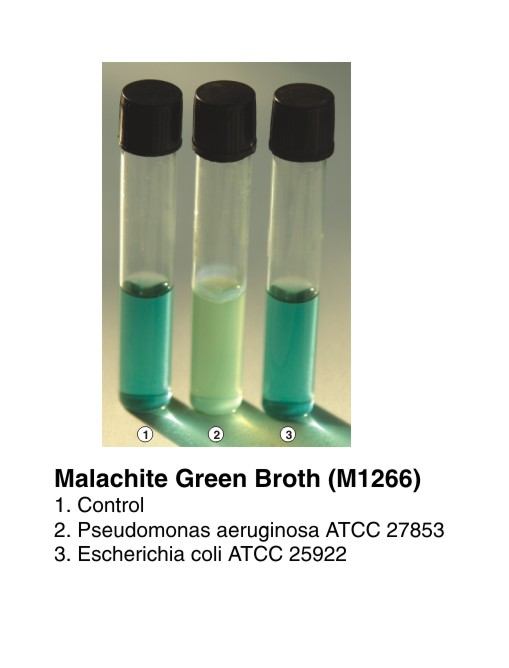 1 2 3
Malachite Green Broth (M1266)
1. Control
2. Pseudomonas aeruginosa ATCC 27853
3. Escherichia coli ATCC 25922